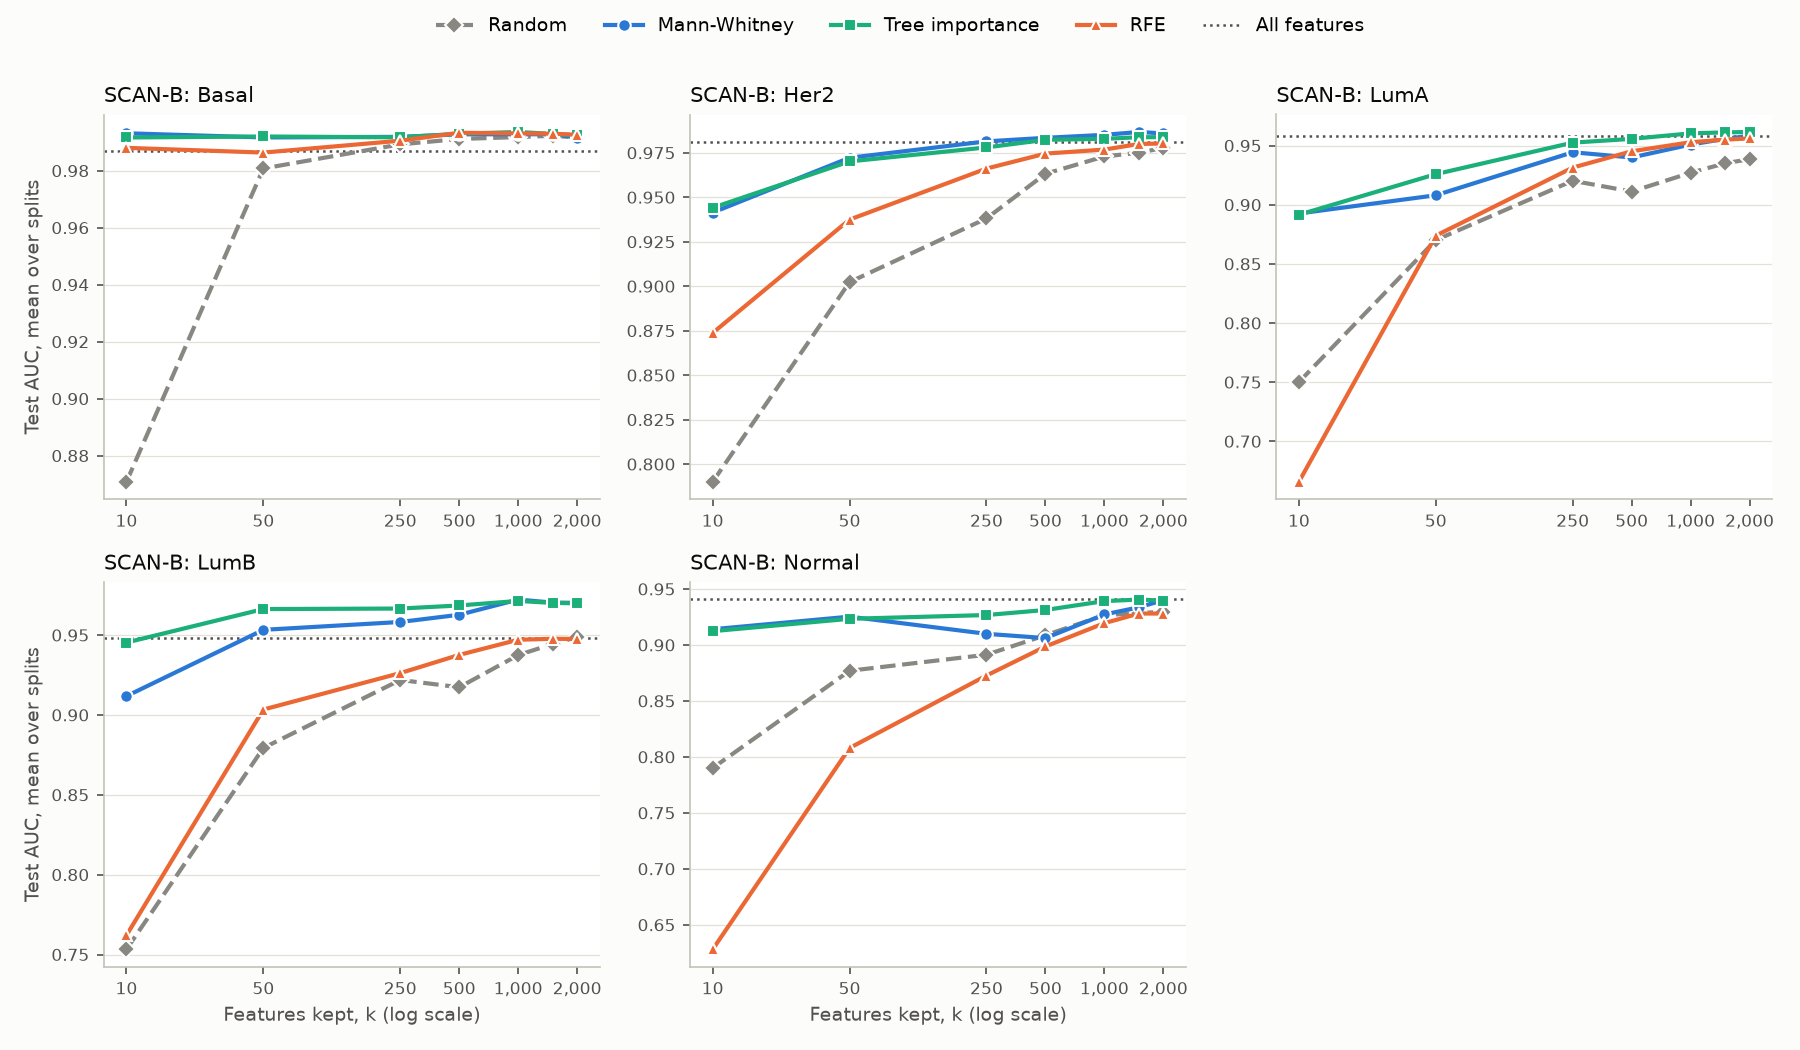 Random Mann-Whitney Tree importance RFE All features
SCAN-B: Basal
Test AUC, mean over splits
0.98
0.96
0.94
0.92
0.90
0.88
10 50 250 500 1,000 2,000
SCAN-B: Her2
0.975
0.950
0.925
0.900
0.875
0.850
0.825
0.800
10 50 250 500 1,000 2,000
SCAN-B: LumA
0.95
0.90
0.85
0.80
0.75
0.70
10 50 250 500 1,000 2,000
SCAN-B: LumB
Test AUC, mean over splits
0.95
0.90
0.85
0.80
0.75
10 50 250 500 1,000 2,000
Features kept, k (log scale)
SCAN-B: Normal
0.95
0.90
0.85
0.80
0.75
0.70
0.65
10 50 250 500 1,000 2,000
Features kept, k (log scale)